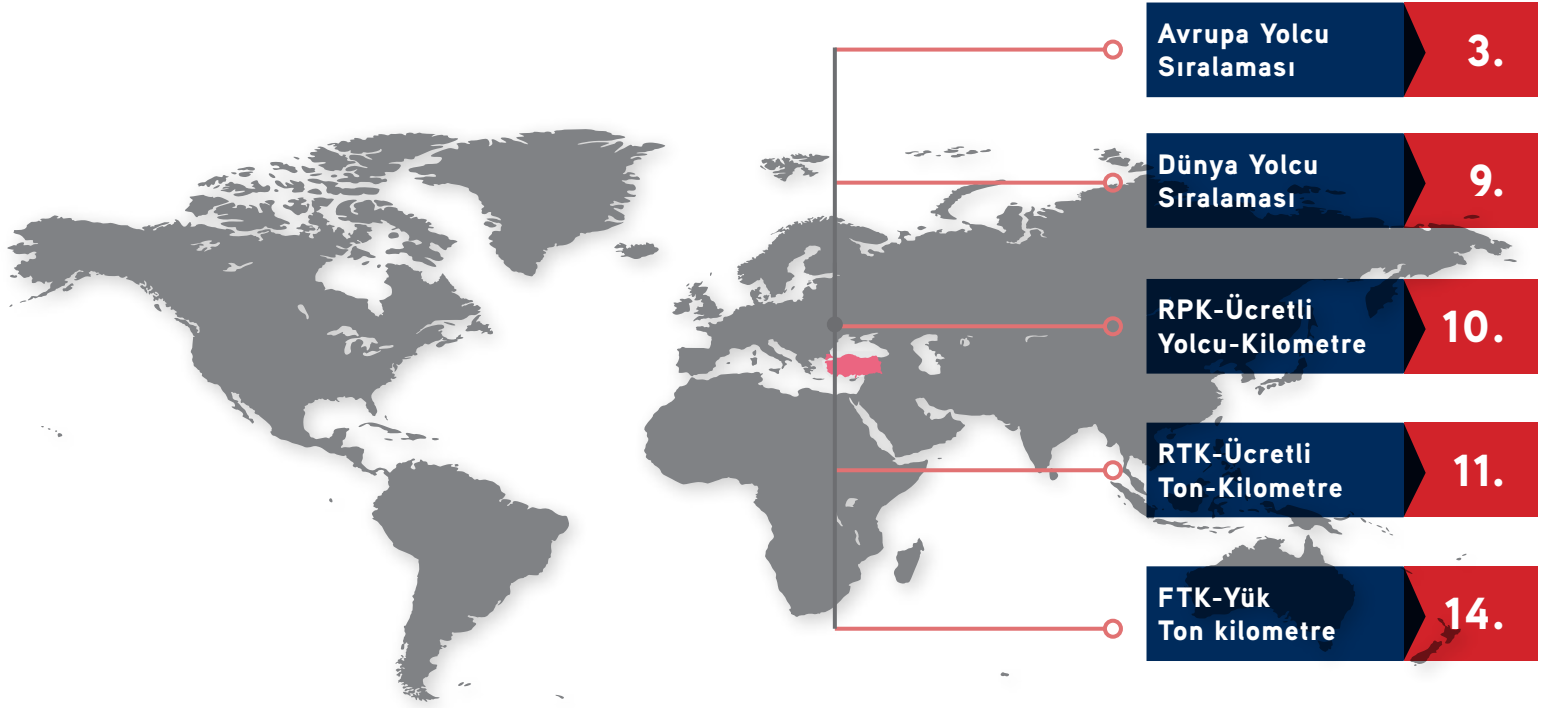 Avrupa Yolcu
Sıralaması
3.
Dünya Yolcu
Sıralaması
9.
RPK-Ücretli
Yolcu-Kilometre
10.
RTK-Ücretli
Ton-Kilometre
11.
FTK-Yük
Ton kilometre
14.